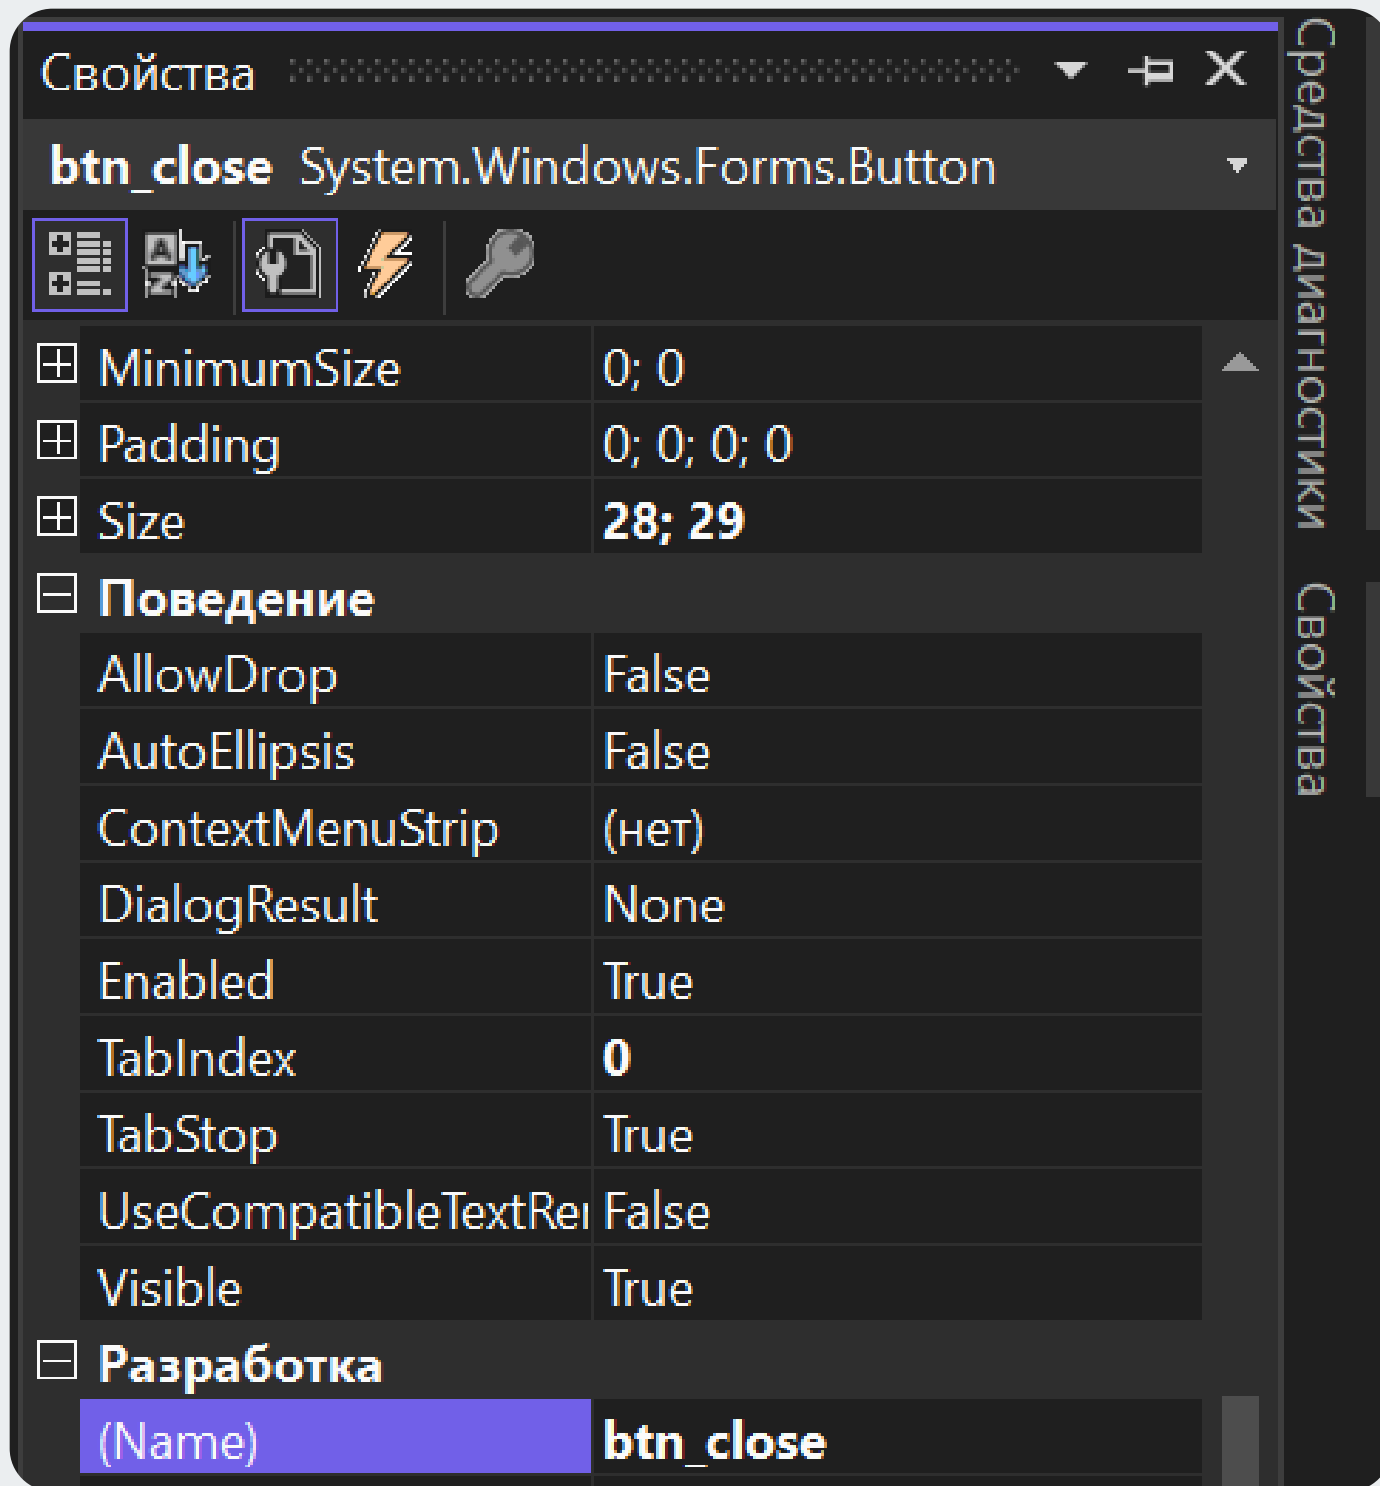 Свойства
btn_close System.Windows.Forms.Button
MinimumSize 0; 0
Padding 0; 0; 0; 0
Size 28; 29
Поведение
AllowDrop False
AutoEllipsis False
ContextMenuStrip (нет)
DialogResult None
Enabled True
TabIndex 0
TabStop True
UseCompatibleTextRei False
Visible True
Разработка
(Name) btn_close
Средства диагностики
Свойства